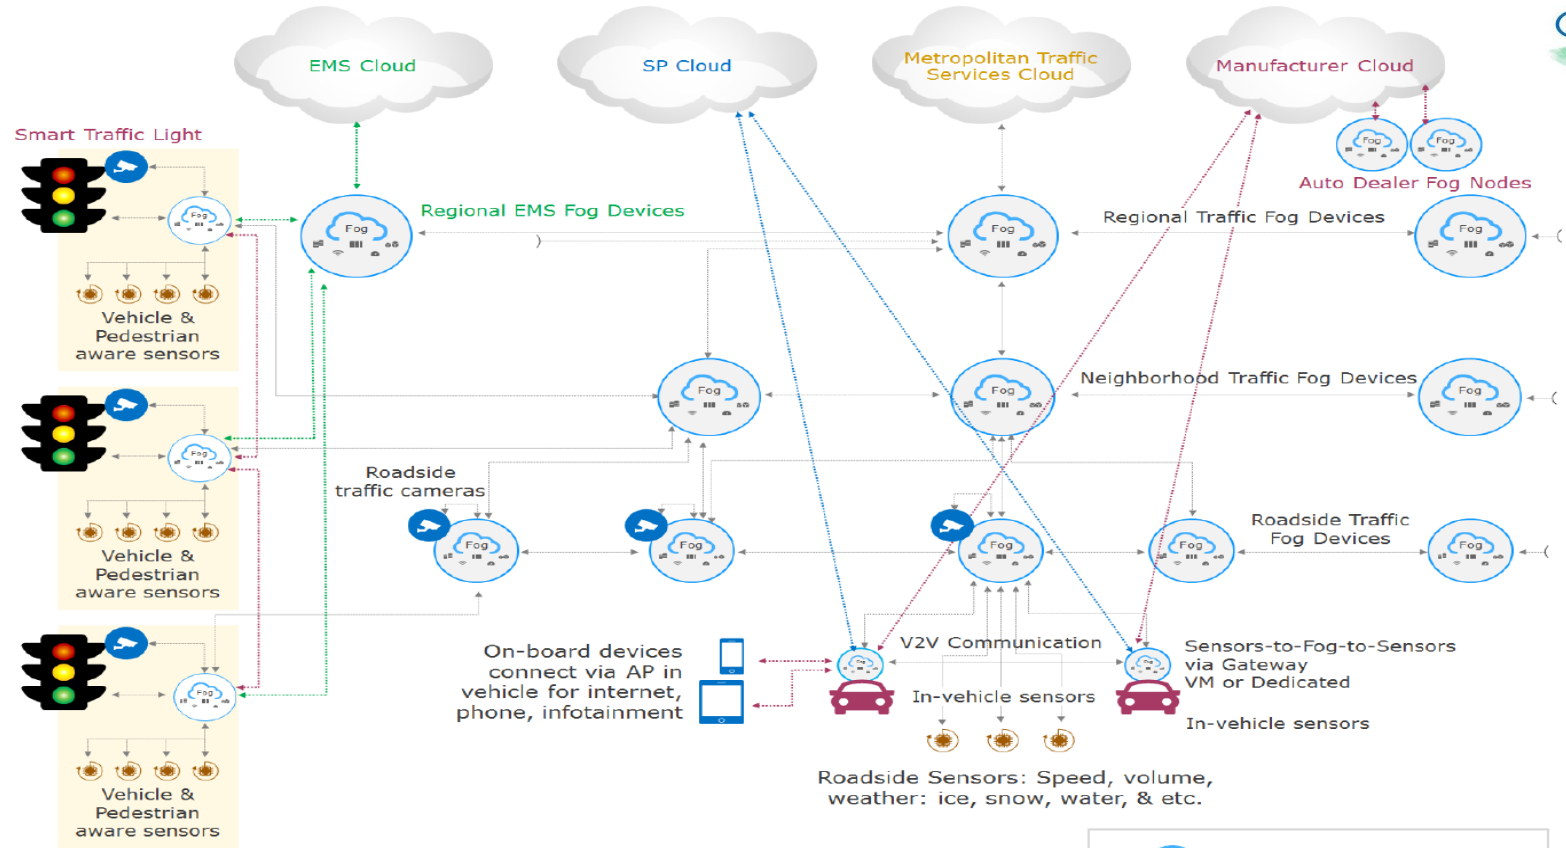 EMS Cloud
SP Cloud
Metropolitan Traffic
Services Cloud
Manufacturer Cloud
Smart Traffic Light
Fog
Fog
Auto Dealer Fog Nodes
Fog
Fog
Regional EMS Fog Devices
Fog
Regional Traffic Fog Devices
Fog
Vehicle &
Pedestrian
aware sensors
Fog
Fog
Neighborhood Traffic Fog Devices
Fog
Fog
Roadside
traffic cameras
Fog
Fog
Fog
Fog
Roadside Traffic
Fog Devices
Fog
Vehicle &
Pedestrian
aware sensors
Fog
On-board devices
connect via AP in
vehicle for internet,
phone, infotainment
Fog
V2V Communication
Fog
Sensors-to-Fog-to-Sensors
via Gateway
VM or Dedicated
In-vehicle sensors
In-vehicle sensors
Roadside Sensors: Speed, volume,
weather: ice, snow, water, & etc.
Vehicle &
Pedestrian
aware sensors